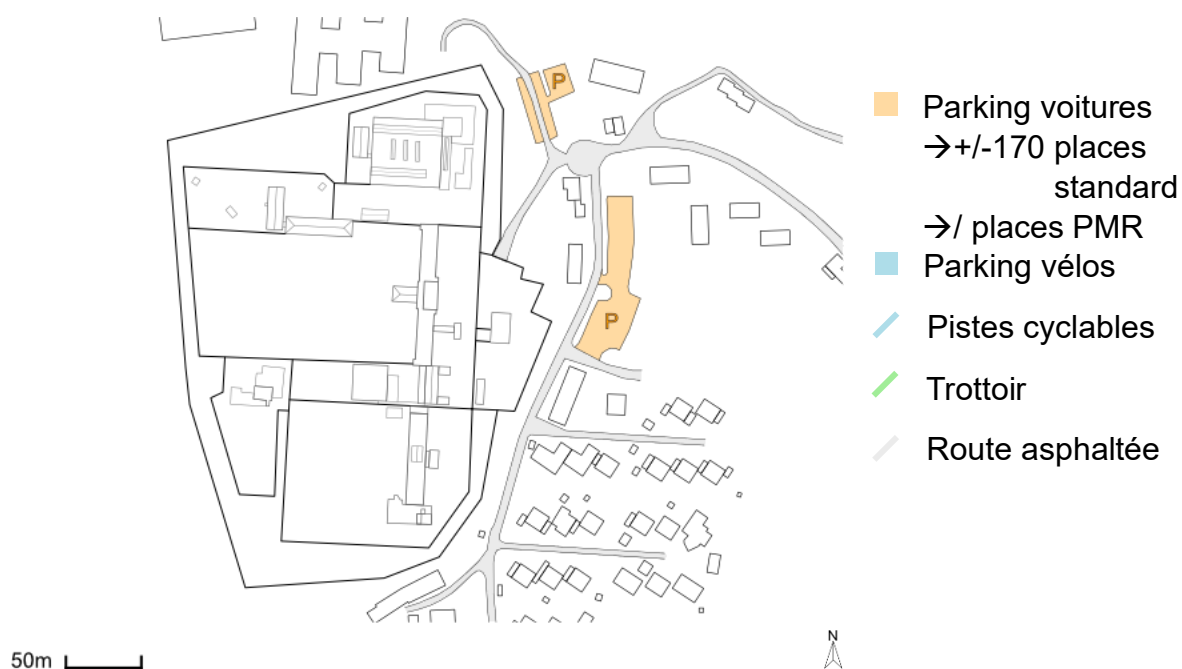 P
P
Parking voitures
→+/-170 places
standard
→/ places PMR
Parking vélos
Pistes cyclables
Trottoir
Route asphaltée
50m
N